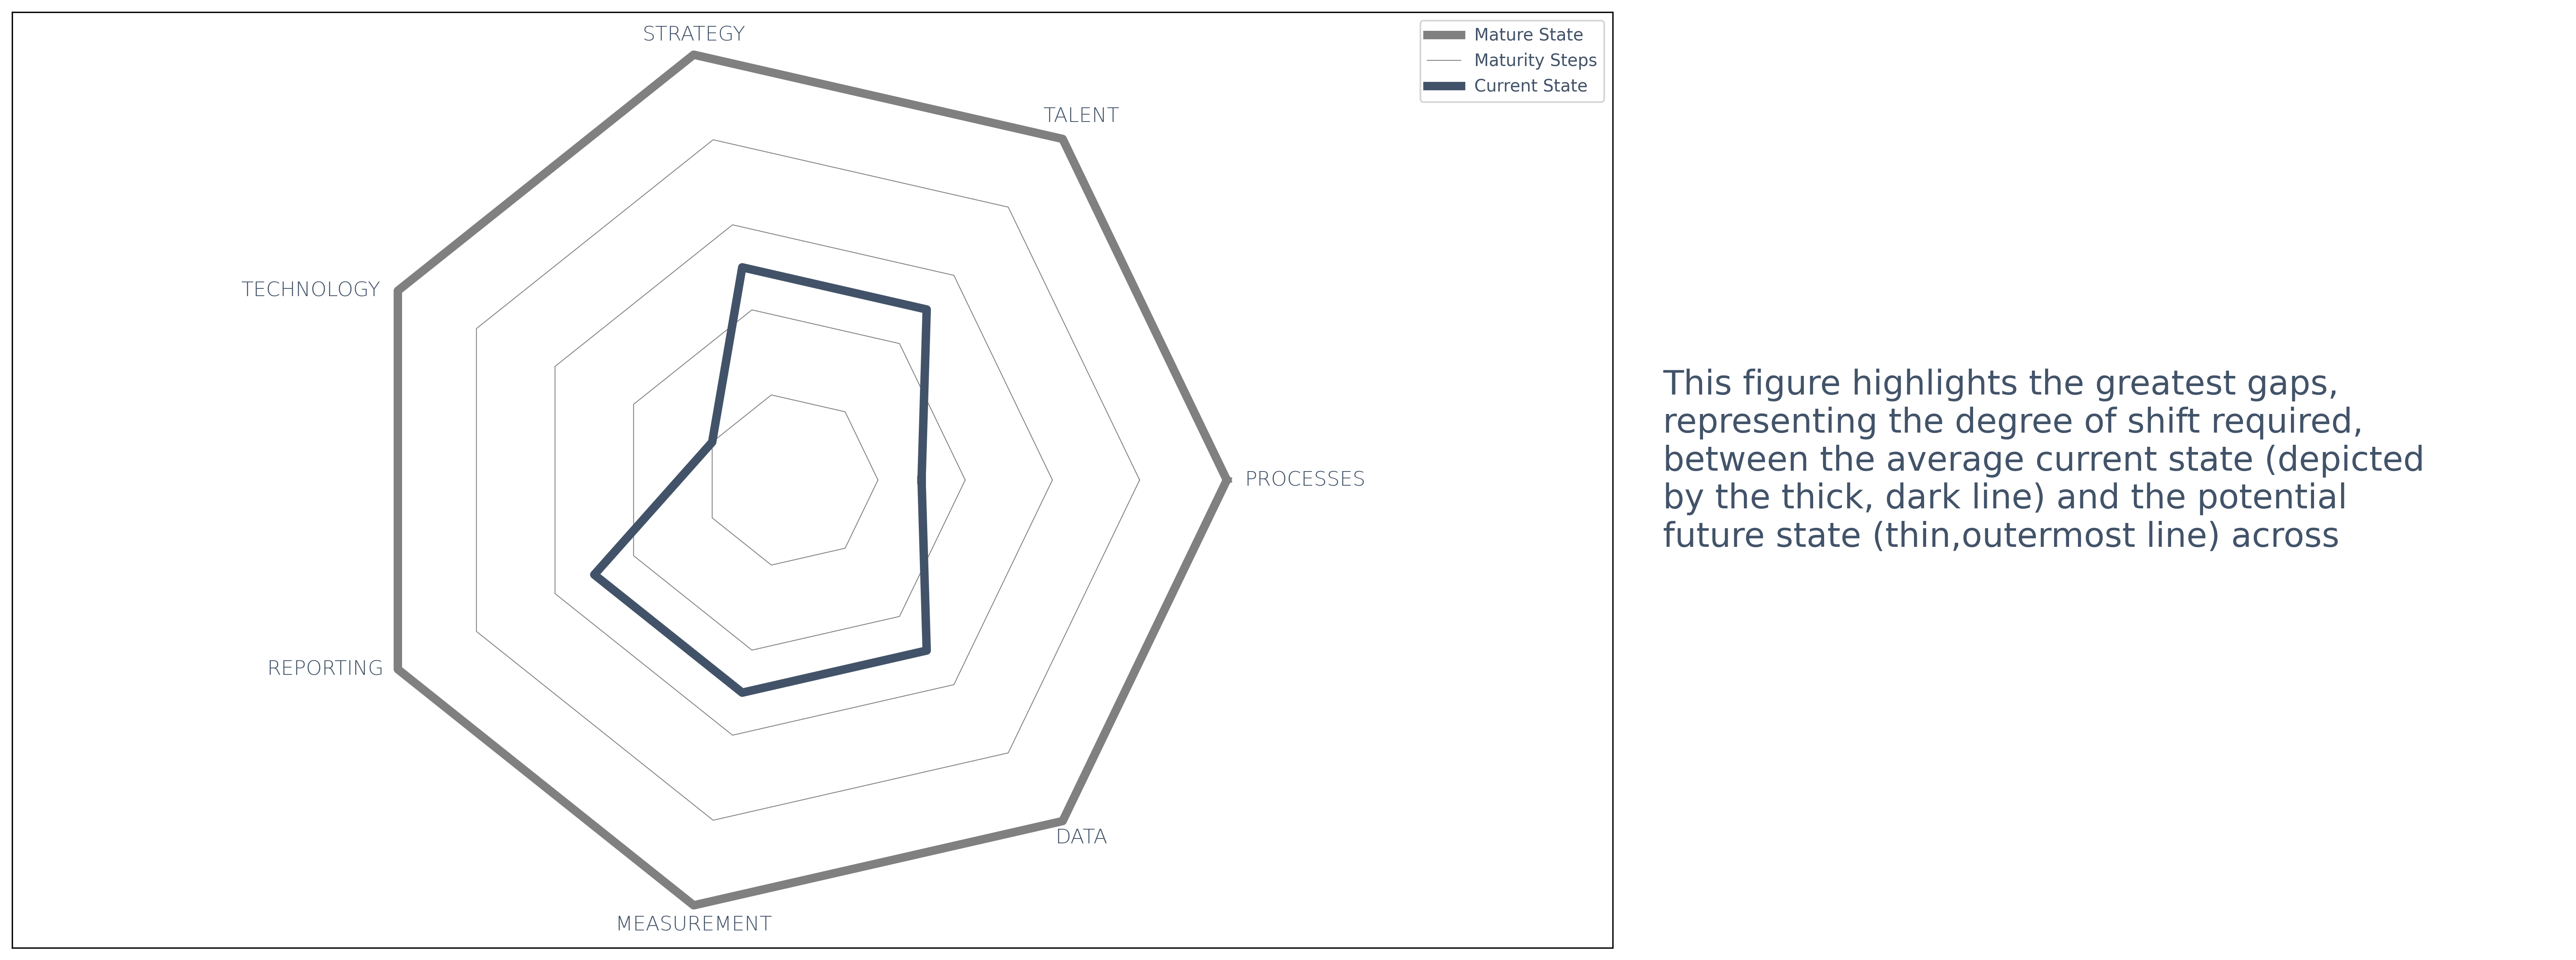 STRATEGY
Mature State
Maturity Steps
Current State
TALENT
TECHNOLOGY
PROCESSES
REPORTING
DATA
MEASUREMENT
This figure highlights the greatest gaps,
representing the degree of shift required,
between the average current state (depicted
by the thick, dark line) and the potential
future state (thin,outermost line) across